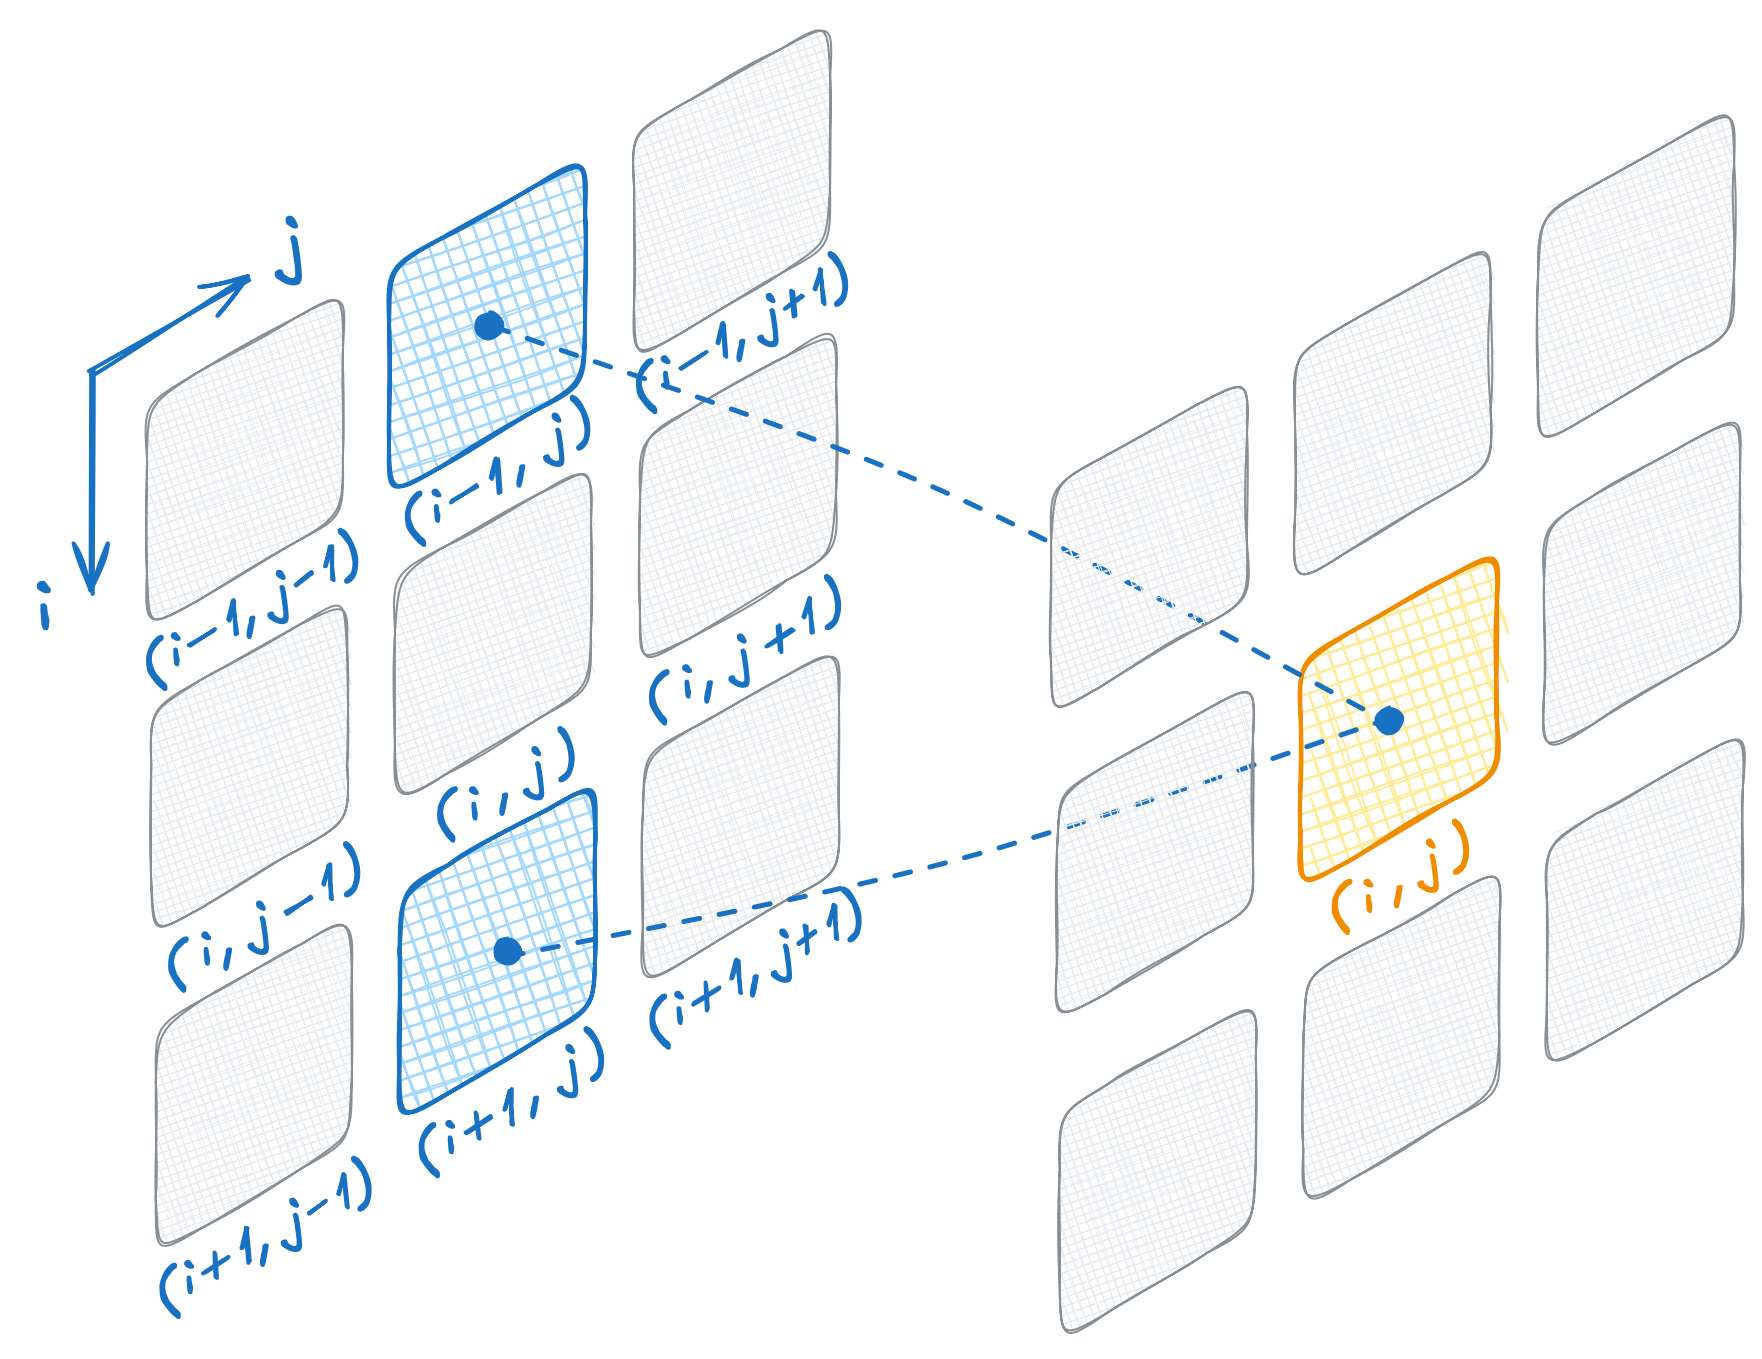 j
i
(i-1, j+1)
(i-1, j)
(i-1, j-1)
(i, j+1)
(i, j)
(i, j-1)
(i+1, j+1)
(i+1, j)
(i+1, j-1)
(i, j)